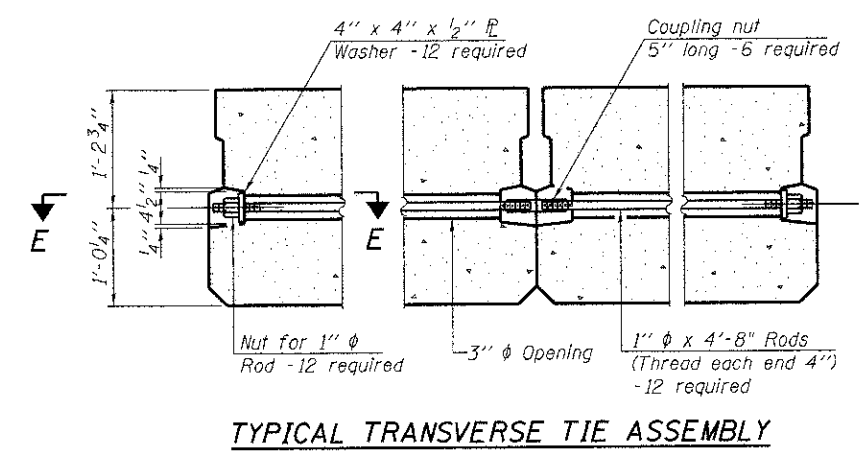 4'' x 4'' x 1/2'' ℄ 
Washer -12 required
Coupling nut
5'' long -6 required
1'-2 3/4''
1/4''
4 1/2''
1/4''
1'-0 1/4''
E
E
Nut for 1'' ϕ
Rod -12 required
3'' ϕ Opening
1'' ϕ x 4'-8" Rods
(Thread each end 4'')
-12 required
TYPICAL TRANSVERSE TIE ASSEMBLY